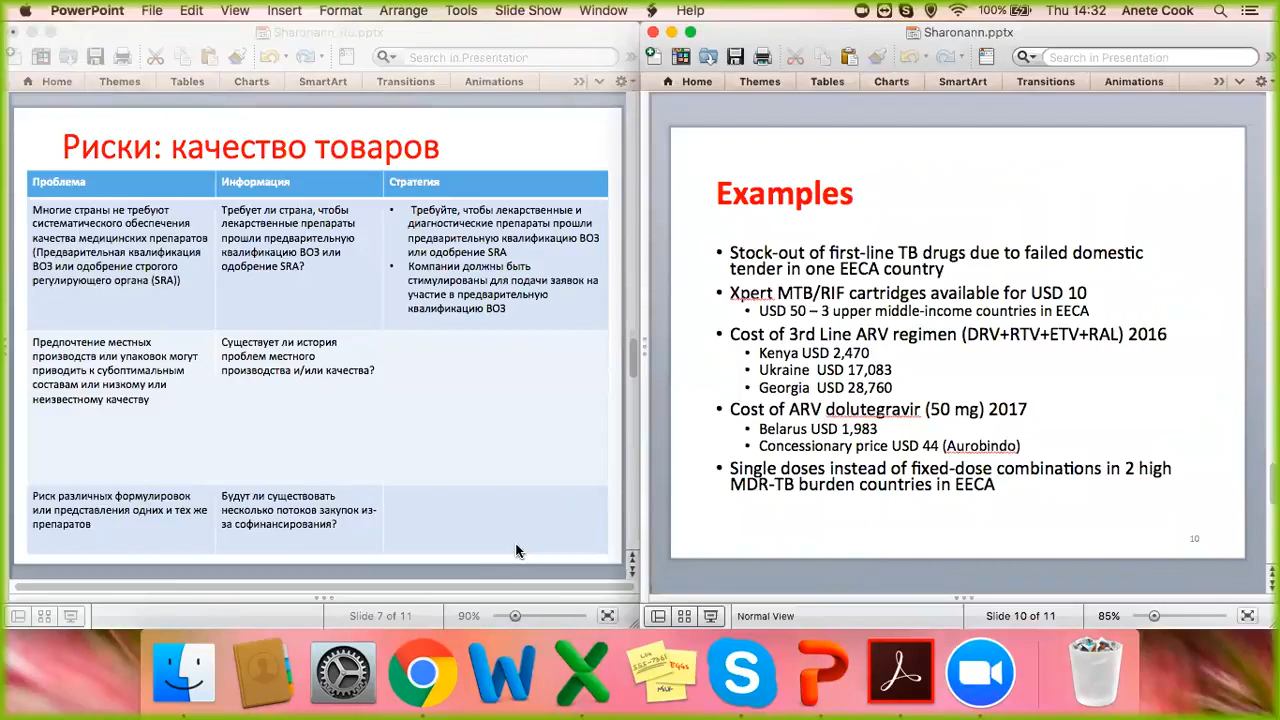 PowerPoint File Edit View Insert Format Arrange Tools Slide Show Window Help 100% Thu 14:32 Anete Cook
Sharonann_Ru.pptx
Search in Presentation
Home Themes Tables Charts SmartArt Transitions Animations
Риски: качество товаров
Проблема Информация Стратегия
Многие страны не требуют
систематического обеспечения
качества медицинских препаратов
(Предварительная квалификация
ВОЗ или одобрение строгого
регулирующего органа (SRA))
Требует ли страна, чтобы
лекарственные препараты
прошли предварительную
квалификацию ВОЗ или
одобрение SRA?
• Требуйте, чтобы лекарственные и
диагностические препараты прошли
предварительную квалификацию ВОЗ
или одобрение SRA
• Компании должны быть
стимулированы для подачи заявок на
участие в предварительную
квалификацию ВОЗ
Предпочтение местных
производств или упаковок могут
приводить к субоптимальным
составам или низкому или
неизвестному качеству
Существует ли история
проблем местного
производства и/или качества?
Риск различных формулировок
или представления одних и тех же
препаратов
Будут ли существовать
несколько потоков закупок из-
за софинансирования?
Slide 7 of 11 90%
Sharonann.pptx
Search in Presentation
Home Themes Tables Charts SmartArt Transitions Animations
Examples
• Stock-out of first-line TB drugs due to failed domestic
tender in one EECA country
• Xpert MTB/RIF cartridges available for USD 10
• USD 50 – 3 upper middle-income countries in EECA
• Cost of 3rd Line ARV regimen (DRV+RTV+ETV+RAL) 2016
• Kenya USD 2,470
• Ukraine USD 17,083
• Georgia USD 28,760
• Cost of ARV dolutegravir (50 mg) 2017
• Belarus USD 1,983
• Concessionary price USD 44 (Aurobindo)
• Single doses instead of fixed-dose combinations in 2 high
MDR-TB burden countries in EECA
10
Normal View Slide 10 of 11 85%